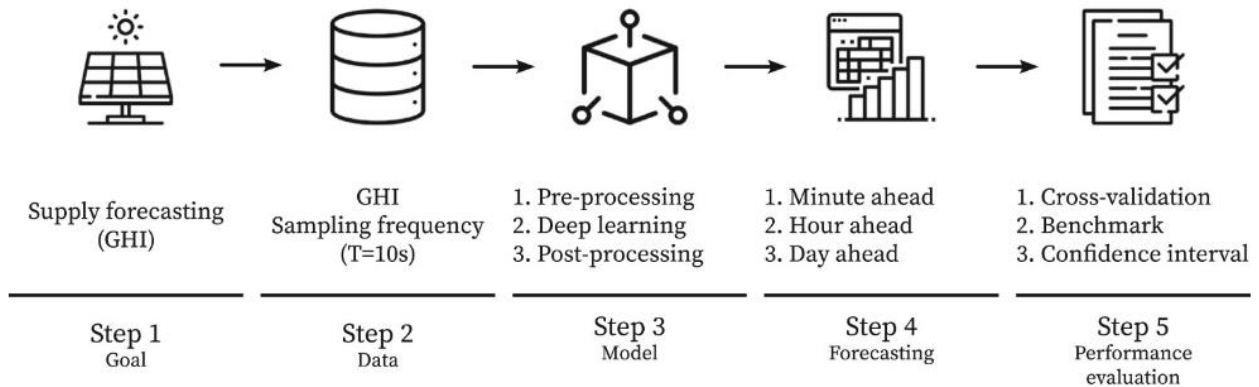 Supply forecasting
(GHI)
GHI
Sampling frequency
(T=10s)
1. Pre-processing
2. Deep learning
3. Post-processing
1. Minute ahead
2. Hour ahead
3. Day ahead
1. Cross-validation
2. Benchmark
3. Confidence interval
Step 1
Goal
Step 2
Data
Step 3
Model
Step 4
Forecasting
Step 5
Performance
evaluation